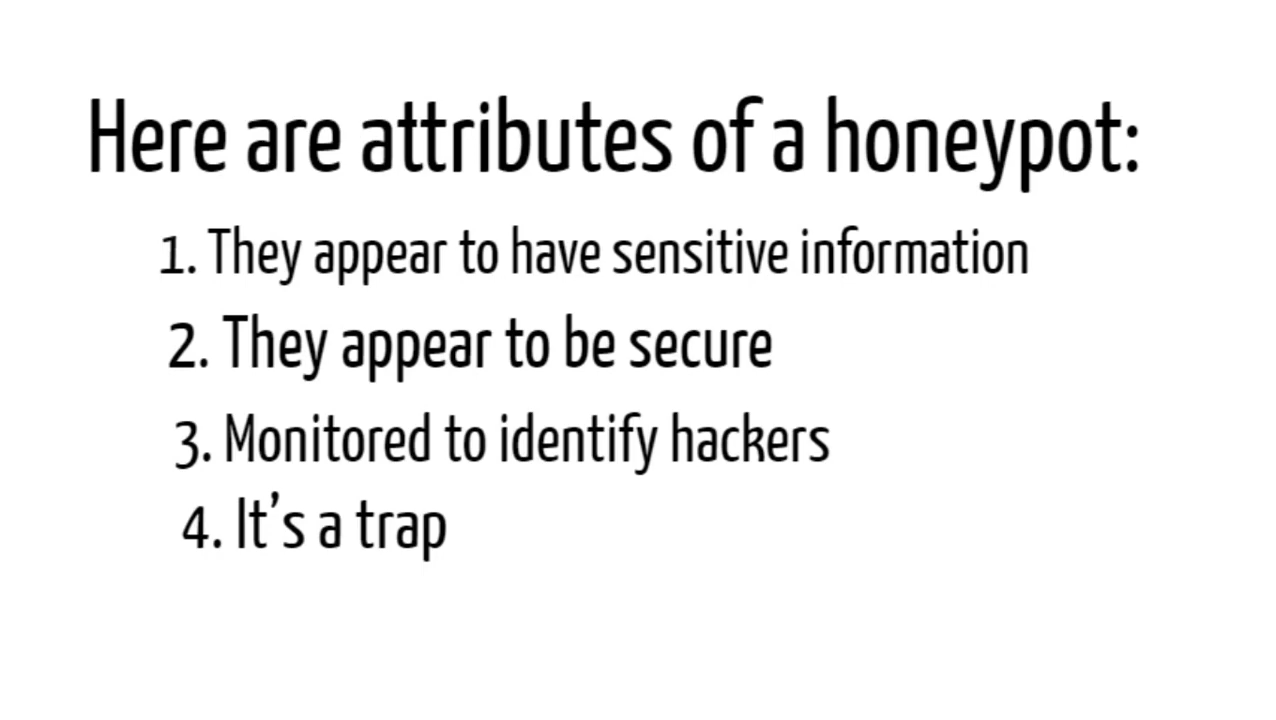 Here are attributes of a honeypot:
1. They appear to have sensitive information
2. They appear to be secure
3. Monitored to identify hackers
4. It’s a trap